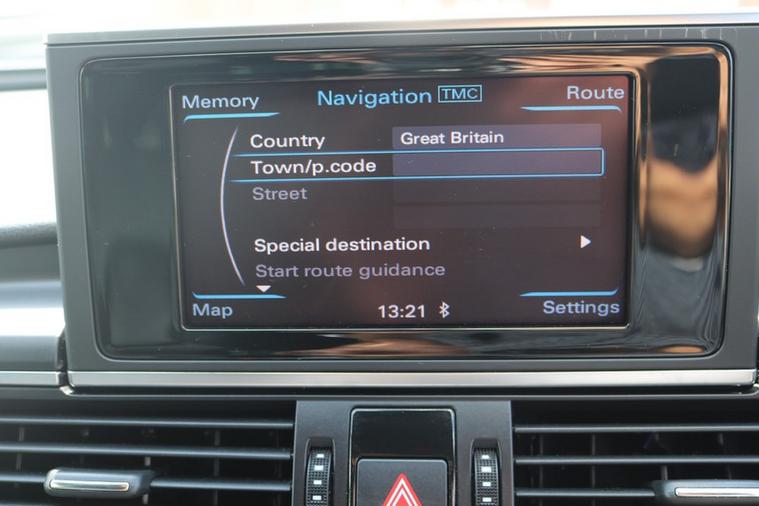 Memory Navigation TMC Route
Country Great Britain
Town/p.code
Street
Special destination
Start route guidance
Map 13:21 Settings